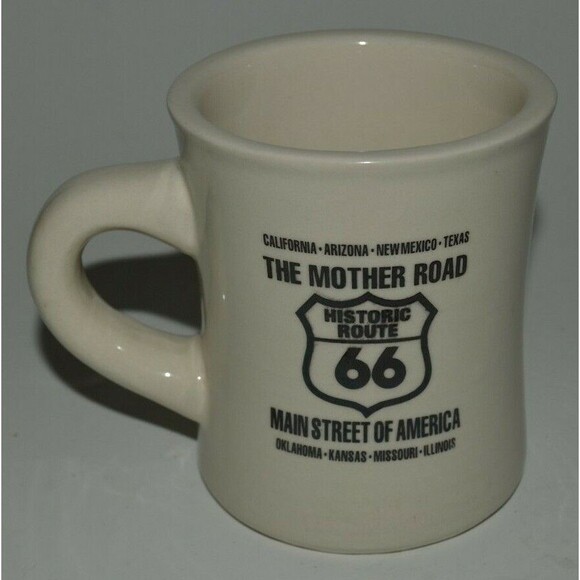 CALIFORNIA • ARIZONA • NEW MEXICO • TEXAS
THE MOTHER ROAD
HISTORIC
ROUTE
66
MAIN STREET OF AMERICA
OKLAHOMA • KANSAS • MISSOURI • ILLINOIS